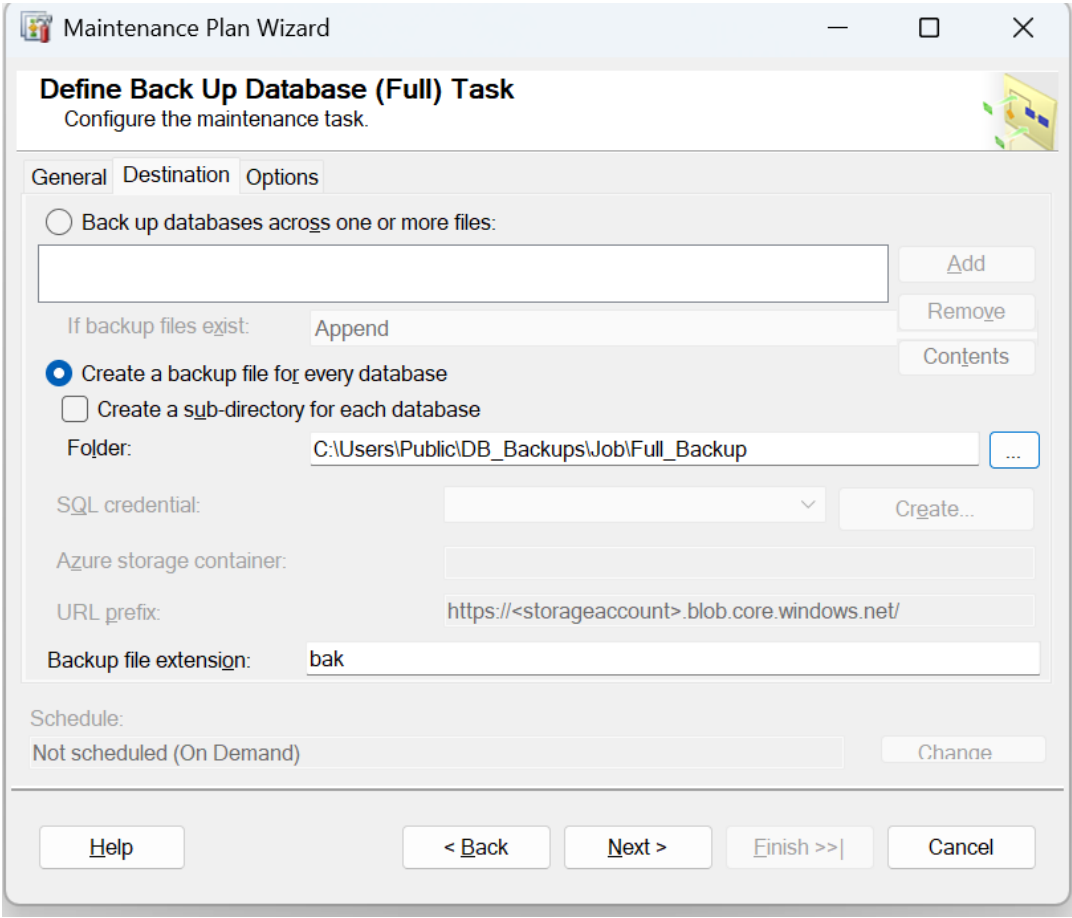 Maintenance Plan Wizard
Define Back Up Database (Full) Task
Configure the maintenance task.
General Destination Options
Back up databases across one or more files:
Add
If backup files exist: Append
Remove
Contents
Create a backup file for every database
Create a sub-directory for each database
Folder: C:\Users\Public\DB_Backups\Job\Full_Backup ...
SQL credential: Create...
Azure storage container:
URL prefix: https://<storageaccount>.blob.core.windows.net/
Backup file extension: bak
Schedule:
Not scheduled (On Demand) Change
Help < Back Next > Finish >>| Cancel